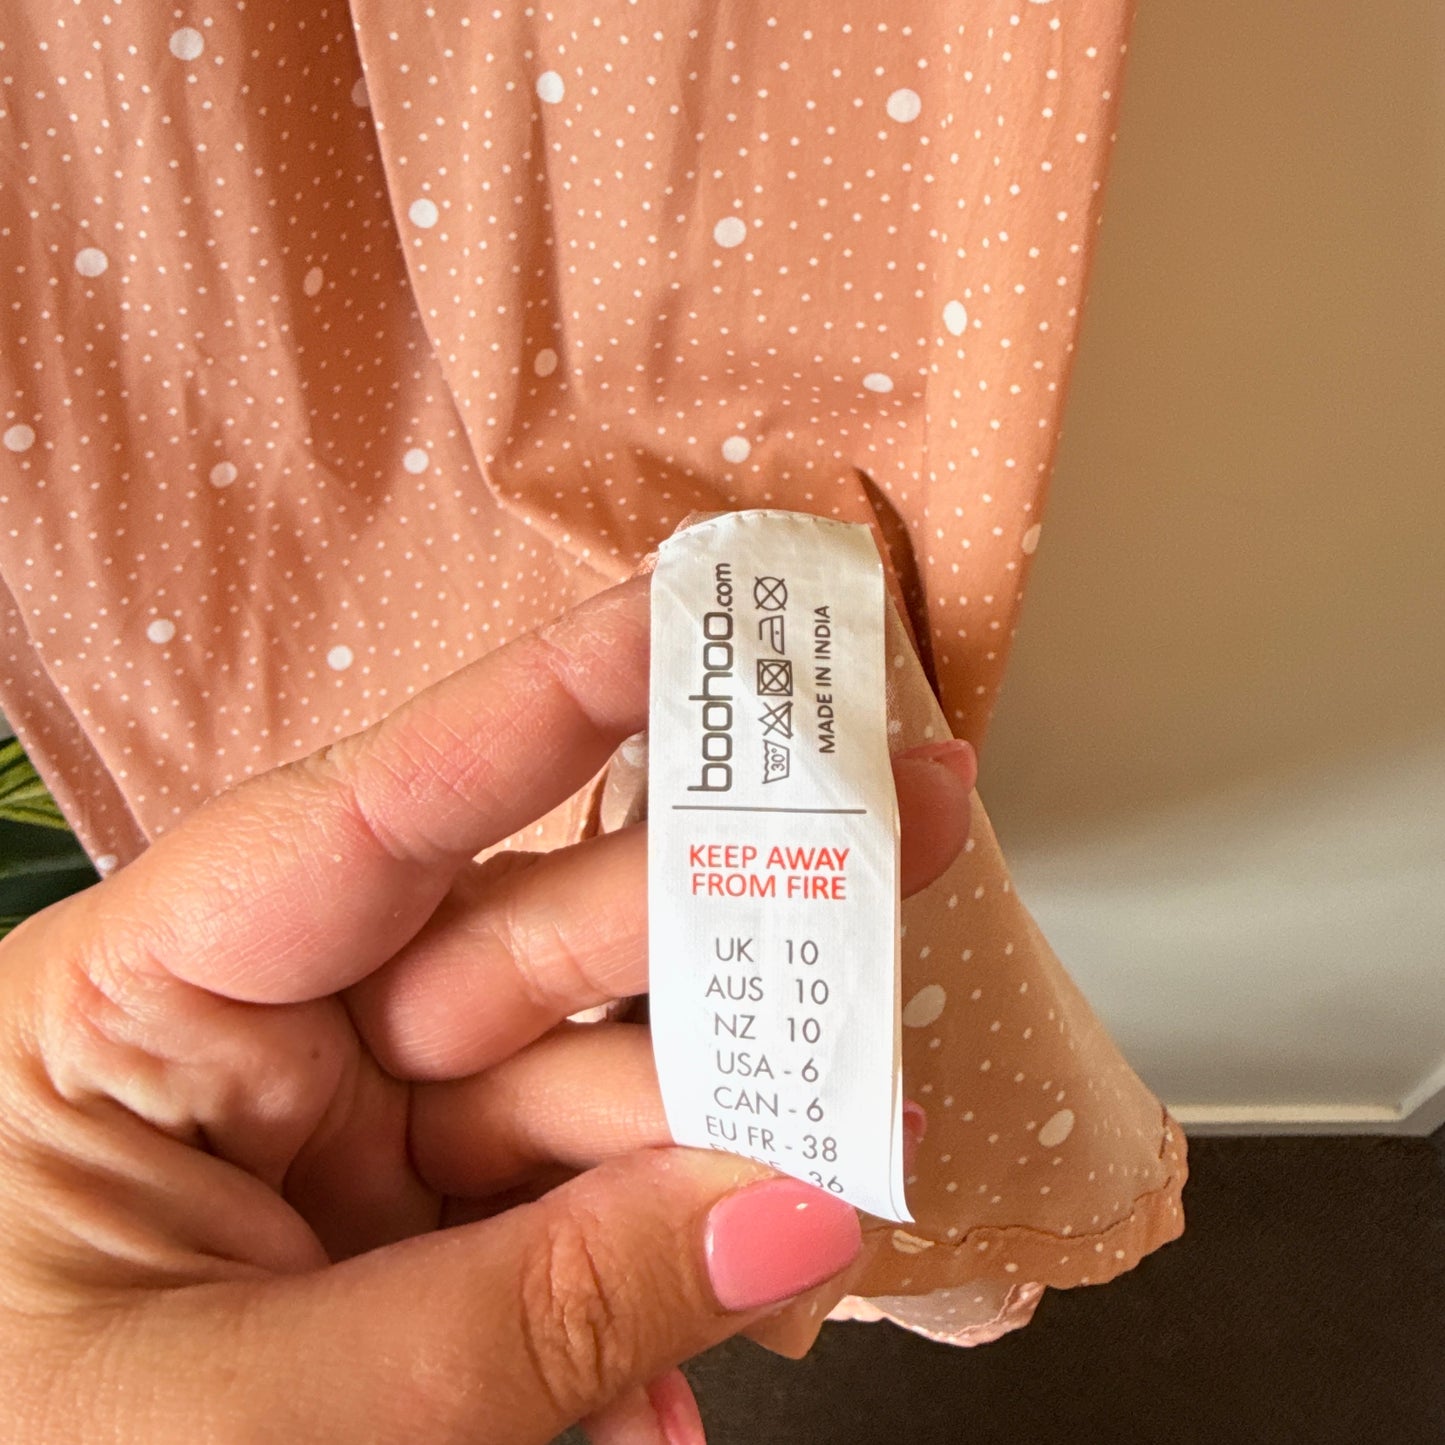 boohoo.com
30°
MADE IN INDIA
KEEP AWAY
FROM FIRE
UK 10
AUS 10
NZ 10
USA - 6
CAN - 6
EU FR - 38
36